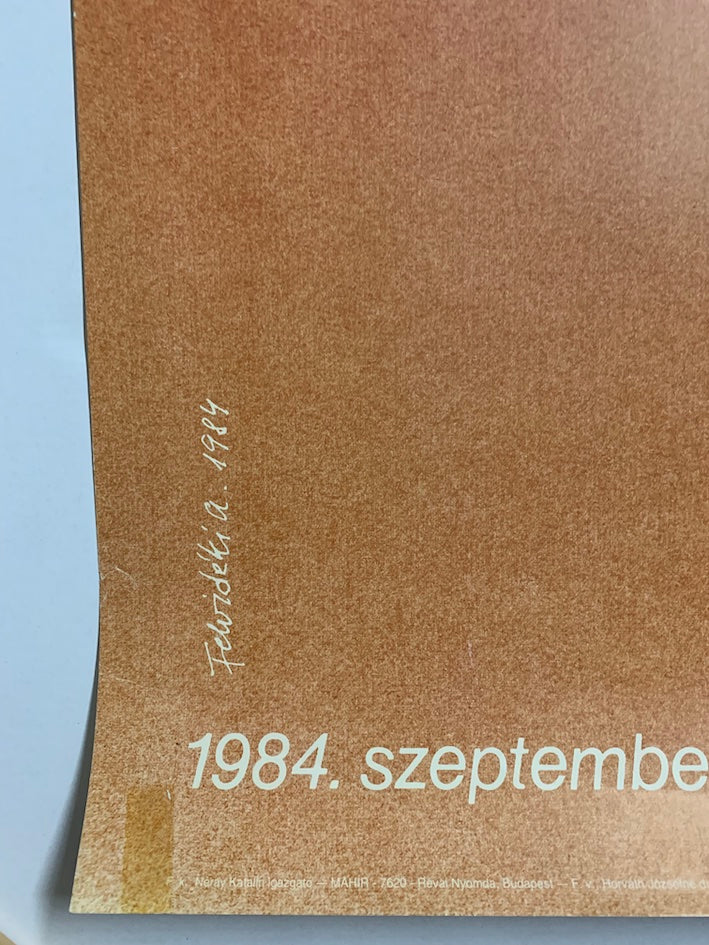 Felvidéki A. 1984
1984. szeptembe
F. k.: Néray Katalin igazgató — MAHIR - 7620 - Révai Nyomda, Budapest — F. v.: Horváth Józsefné